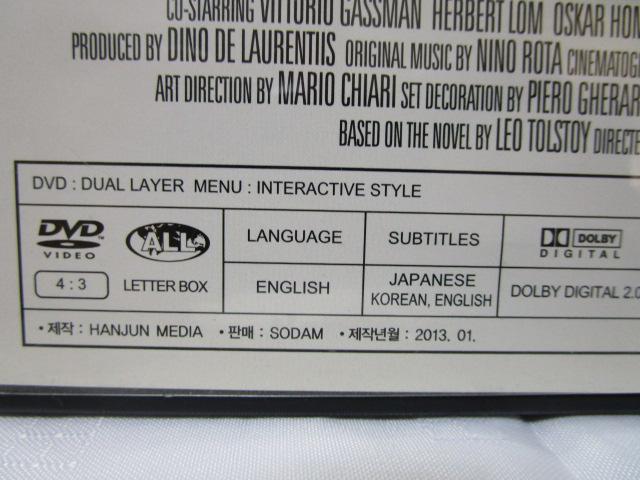 CO-STARRING VITTORIO GASSMAN HERBERT LOM OSKAR
PRODUCED BY DINO DE LAURENTIIS ORIGINAL MUSIC BY NINO ROTA
ART DIRECTION BY MARIO CHIARI SET DECORATION BY PIERO
BASED ON THE NOVEL BY LEO TOLSTOY
DVD : DUAL LAYER MENU : INTERACTIVE STYLE
DVD VIDEO ALL LANGUAGE SUBTITLES DOLBY DIGITAL
4 : 3 LETTER BOX ENGLISH JAPANESE KOREAN, ENGLISH DOLBY DIGITAL 2.0
• 제작 : HANJUN MEDIA • 판매 : SODAM • 제작년월 : 2013. 01.